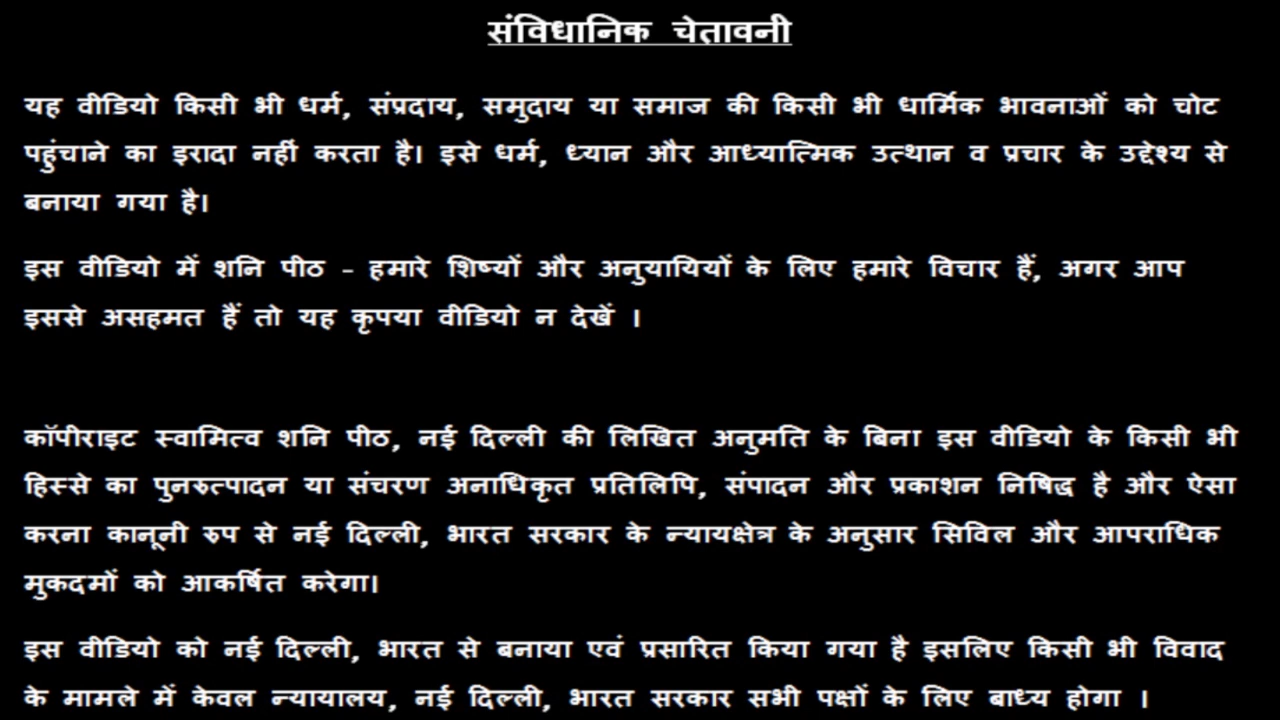 संविधानिक चेतावनी
यह वीडियो किसी भी धर्म, संप्रदाय, समुदाय या समाज की किसी भी धार्मिक भावनाओं को चोट
पहुंचाने का इरादा नहीं करता है। इसे धर्म, ध्यान और आध्यात्मिक उत्थान व प्रचार के उद्देश्य से
बनाया गया है।
इस वीडियो में शनि पीठ – हमारे शिष्यों और अनुयायियों के लिए हमारे विचार हैं, अगर आप
इससे असहमत हैं तो यह कृपया वीडियो न देखें ।
कॉपीराइट स्वामित्व शनि पीठ, नई दिल्ली की लिखित अनुमति के बिना इस वीडियो के किसी भी
हिस्से का पुनरुत्पादन या संचरण अनाधिकृत प्रतिलिपि, संपादन और प्रकाशन निषिद्ध है और ऐसा
करना कानूनी रुप से नई दिल्ली, भारत सरकार के न्यायक्षेत्र के अनुसार सिविल और आपराधिक
मुकदमों को आकर्षित करेगा।
इस वीडियो को नई दिल्ली, भारत से बनाया एवं प्रसारित किया गया है इसलिए किसी भी विवाद
के मामले में केवल न्यायालय, नई दिल्ली, भारत सरकार सभी पक्षों के लिए बाध्य होगा ।